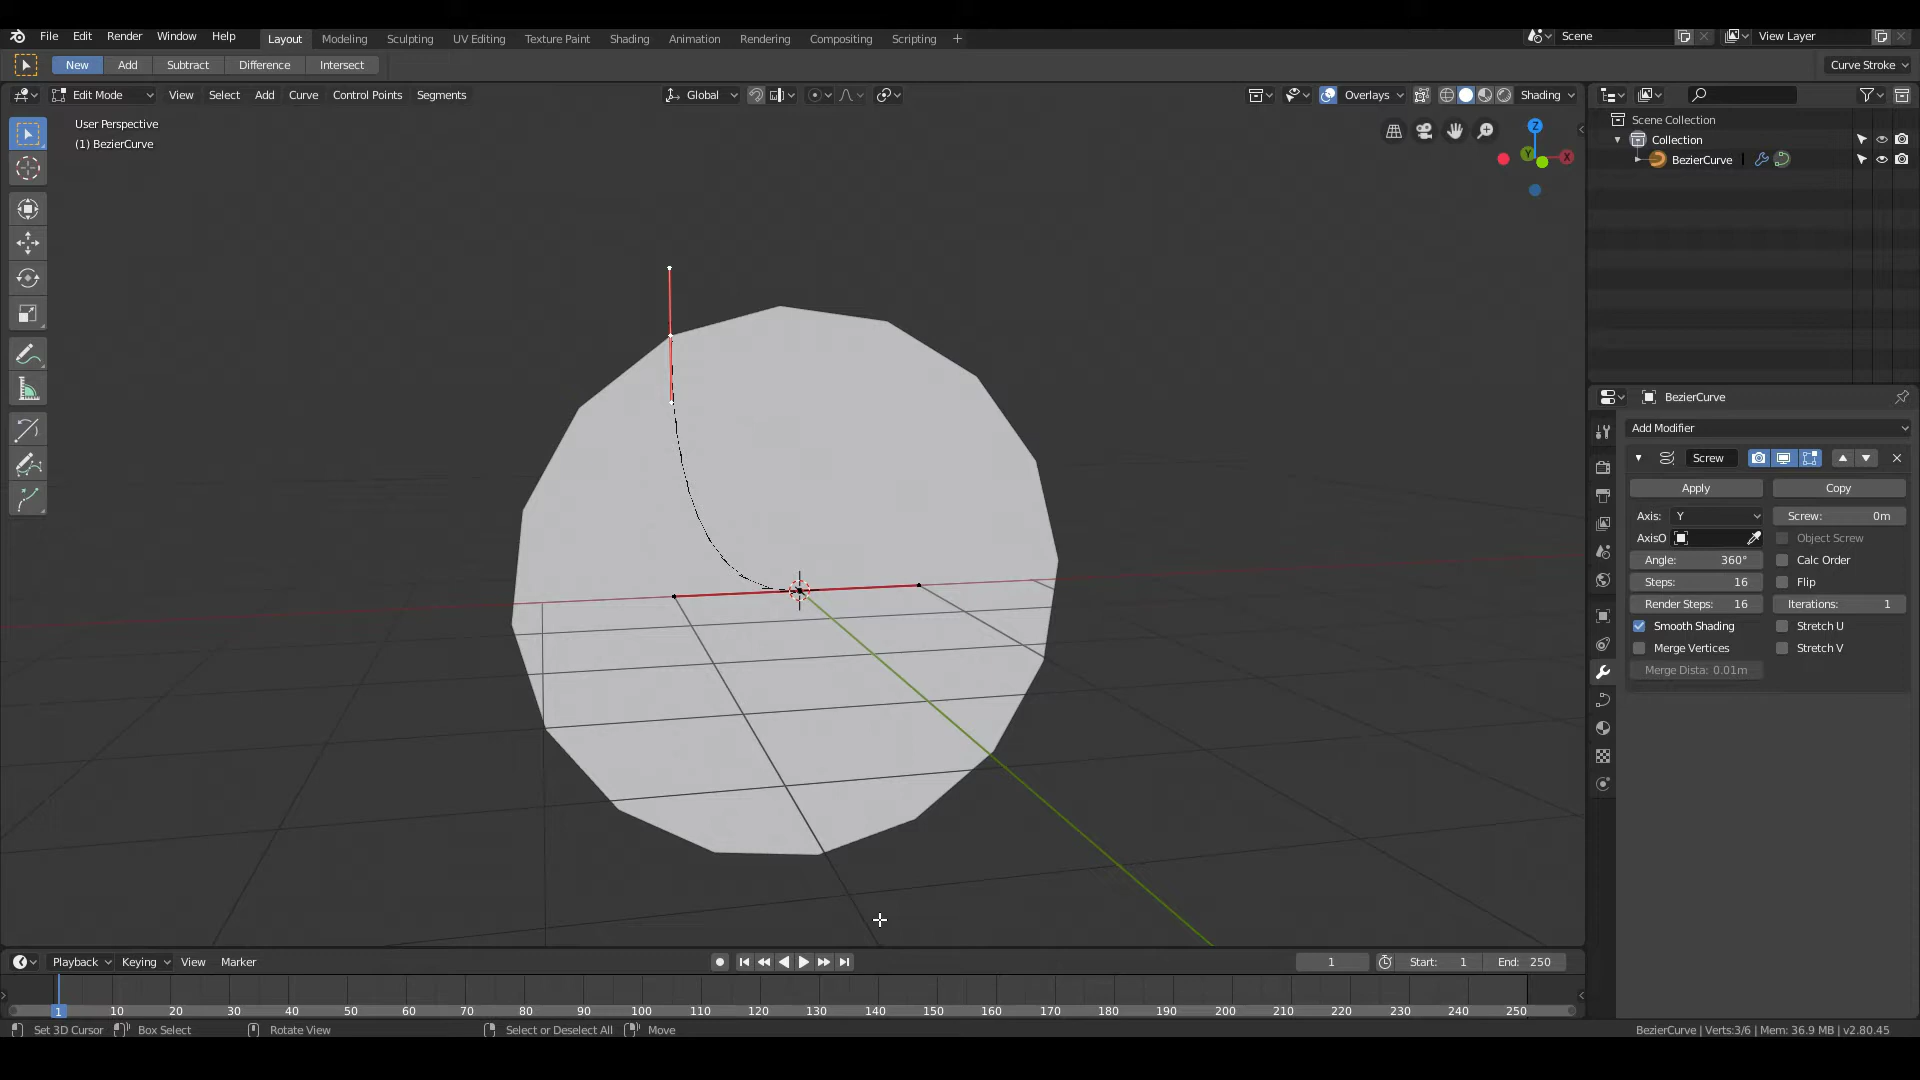 File Edit Render Window Help Layout Modeling Sculpting UV Editing Texture Paint Shading Animation Rendering Compositing Scripting + Scene View Layer
New Add Subtract Difference Intersect Curve Stroke
Edit Mode View Select Add Curve Control Points Segments Global Overlays Shading
User Perspective
(1) BezierCurve
Z
Y
X
Scene Collection
Collection
BezierCurve
BezierCurve
Add Modifier
Screw
Apply Copy
Axis: Y Screw: 0m
AxisO Object Screw
Angle: 360° Calc Order
Steps: 16 Flip
Render Steps: 16 Iterations: 1
Smooth Shading Stretch U
Merge Vertices Stretch V
Merge Dista: 0.01m
Playback Keying View Marker 1 Start: 1 End: 250
1 10 20 30 40 50 60 70 80 90 100 110 120 130 140 150 160 170 180 190 200 210 220 230 240 250
Set 3D Cursor Box Select Rotate View Select or Deselect All Move BezierCurve | Verts:3/6 | Mem: 36.9 MB | v2.80.45